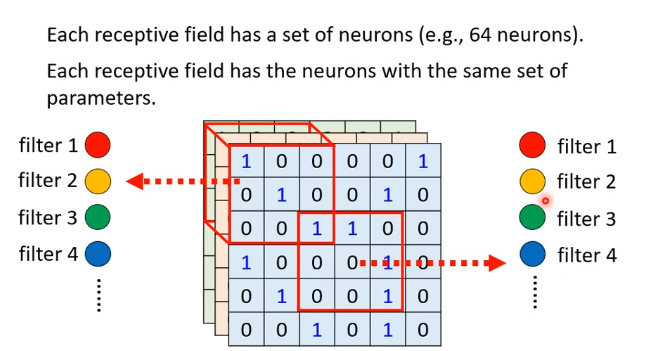 Each receptive field has a set of neurons (e.g., 64 neurons).
Each receptive field has the neurons with the same set of
parameters.
filter 1
filter 2
filter 3
filter 4
......
1 0 0 0 0 1
0 1 0 0 1 0
0 0 1 1 0 0
1 0 0 0 1 0
0 1 0 0 1 0
0 0 1 0 1 0
filter 1
filter 2
filter 3
filter 4
......